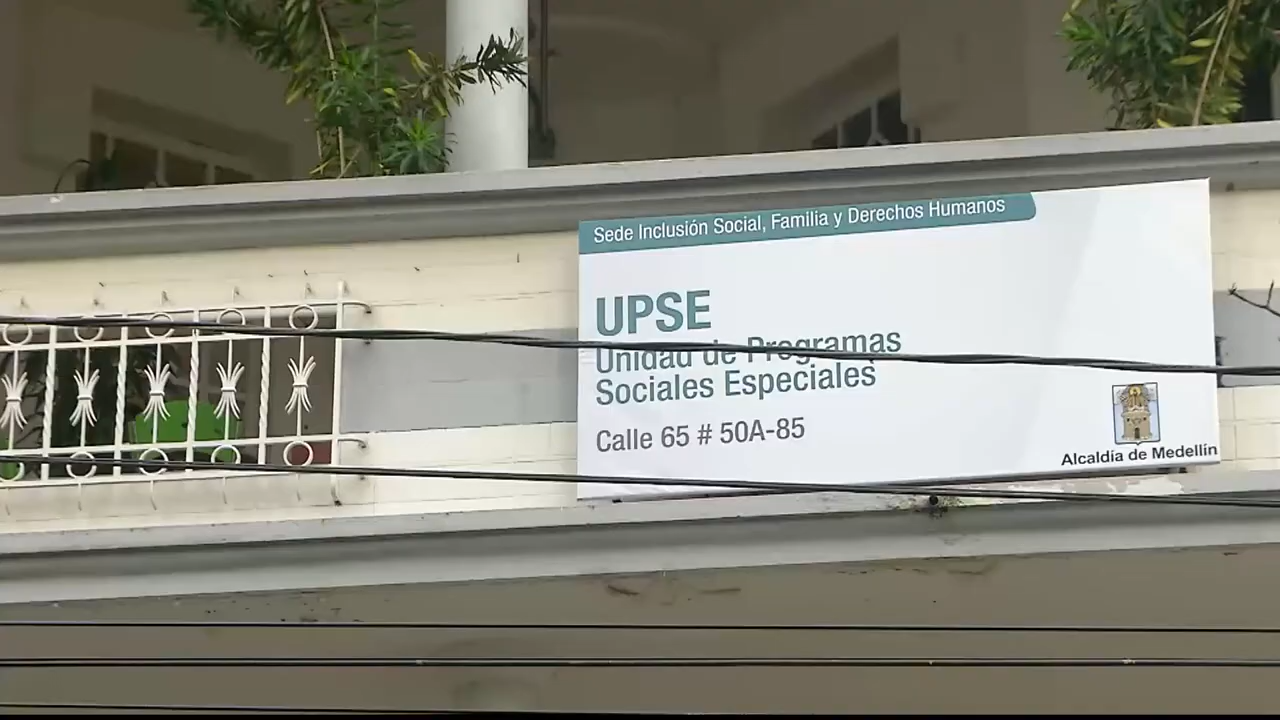 Sede Inclusión Social, Familia y Derechos Humanos
UPSE
Unidad de Programas
Sociales Especiales
Calle 65 # 50A-85
Alcaldía de Medellín